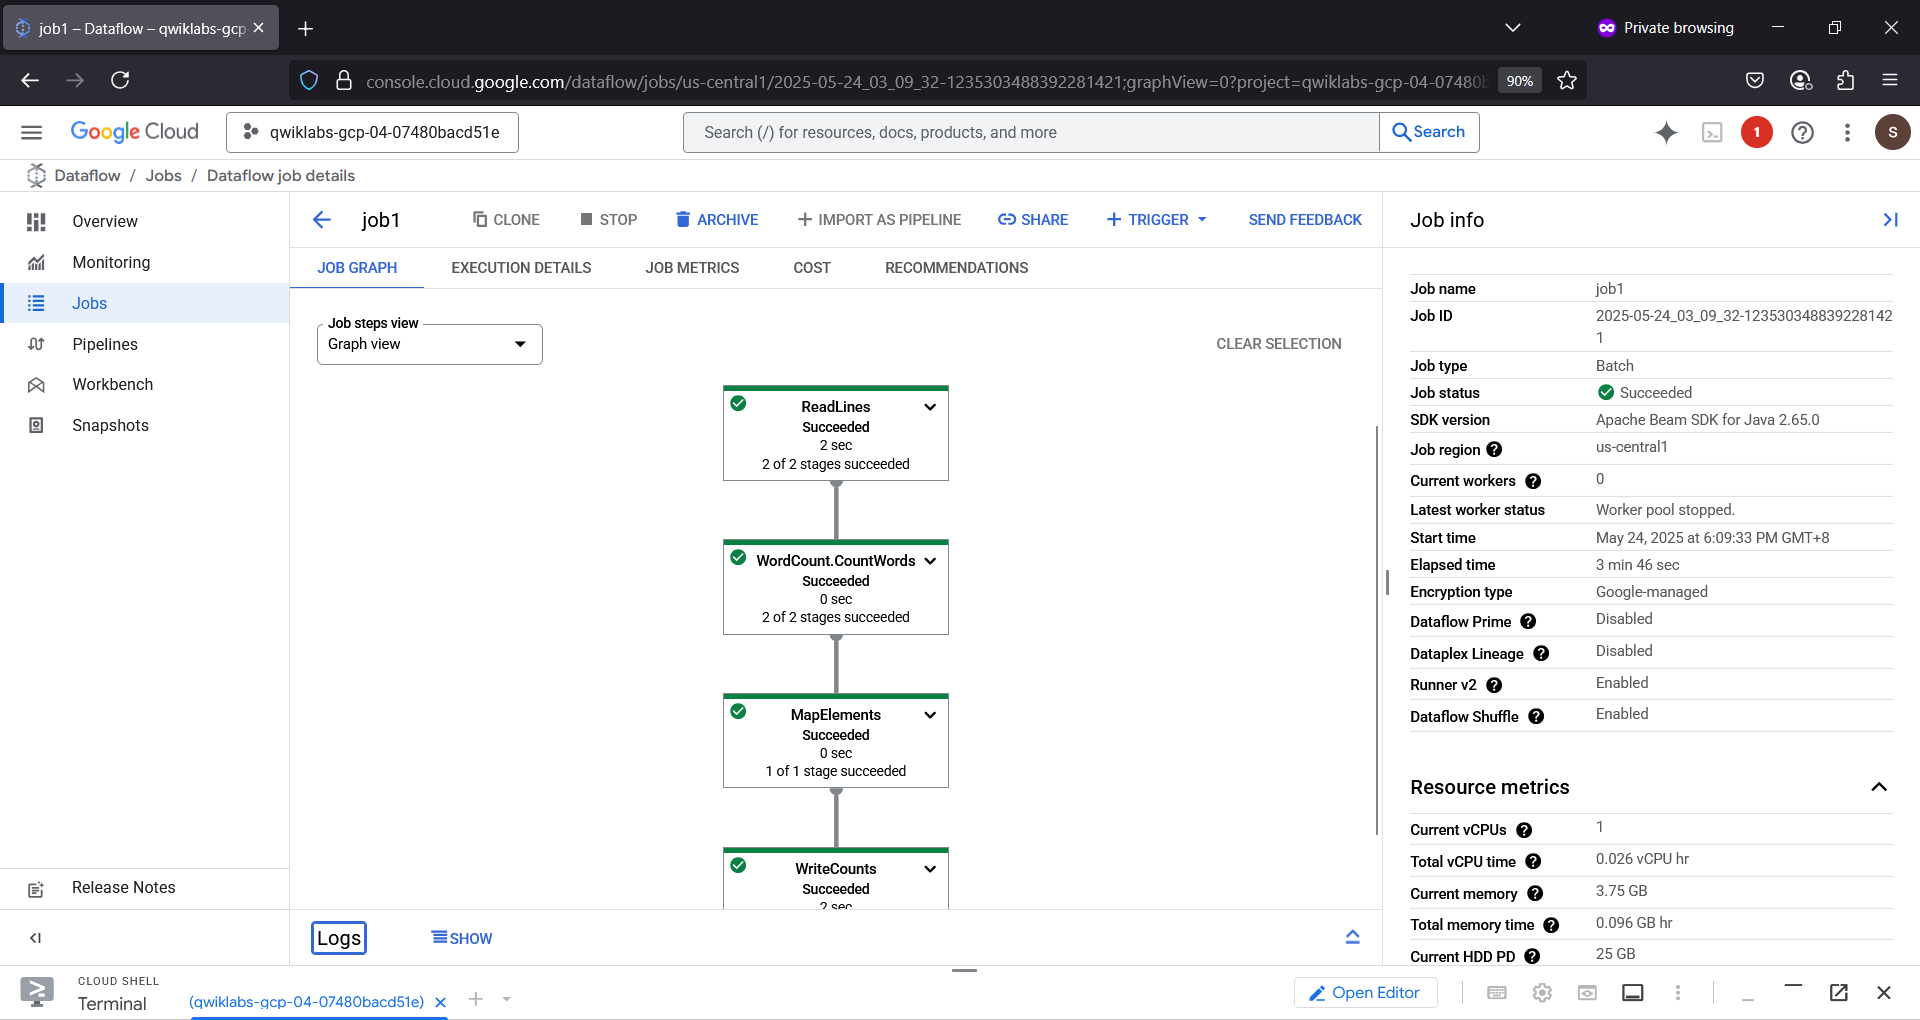 job1 – Dataflow – qwiklabs-gcp
Private browsing
console.cloud.google.com/dataflow/jobs/us-central1/2025-05-24_03_09_32-1235303488392281421;graphView=0?project=qwiklabs-gcp-04-07480b
90%
Google Cloud
qwiklabs-gcp-04-07480bacd51e
Search (/) for resources, docs, products, and more
Search
1
S
Dataflow / Jobs / Dataflow job details
Overview
Monitoring
Jobs
Pipelines
Workbench
Snapshots
Release Notes
job1
CLONE
STOP
ARCHIVE
IMPORT AS PIPELINE
SHARE
TRIGGER
SEND FEEDBACK
JOB GRAPH
EXECUTION DETAILS
JOB METRICS
COST
RECOMMENDATIONS
Job steps view
Graph view
CLEAR SELECTION
ReadLines
Succeeded
2 sec
2 of 2 stages succeeded
WordCount.CountWords
Succeeded
0 sec
2 of 2 stages succeeded
MapElements
Succeeded
0 sec
1 of 1 stage succeeded
WriteCounts
Succeeded
2 sec
Logs
SHOW
Job info
Job name job1
Job ID 2025-05-24_03_09_32-123530348839228142
1
Job type Batch
Job status Succeeded
SDK version Apache Beam SDK for Java 2.65.0
Job region us-central1
Current workers 0
Latest worker status Worker pool stopped.
Start time May 24, 2025 at 6:09:33 PM GMT+8
Elapsed time 3 min 46 sec
Encryption type Google-managed
Dataflow Prime Disabled
Dataplex Lineage Disabled
Runner v2 Enabled
Dataflow Shuffle Enabled
Resource metrics
Current vCPUs 1
Total vCPU time 0.026 vCPU hr
Current memory 3.75 GB
Total memory time 0.096 GB hr
Current HDD PD 25 GB
CLOUD SHELL
Terminal
(qwiklabs-gcp-04-07480bacd51e)
Open Editor